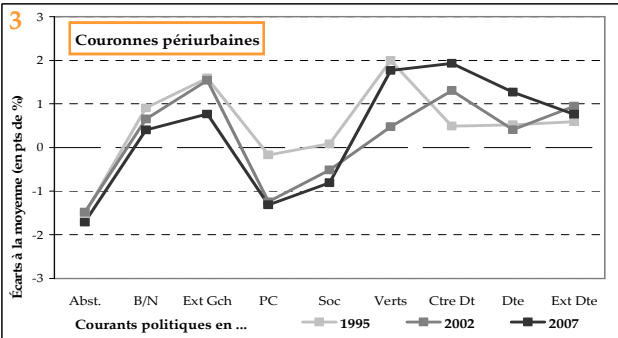 3
Couronnes périurbaines
Écarts à la moyenne (en pts de %)
3
2
1
0
-1
-2
-3
Abst. B/N Ext Gch PC Soc Verts Ctre Dt Dte Ext Dte
Courants politiques en ... 1995 2002 2007